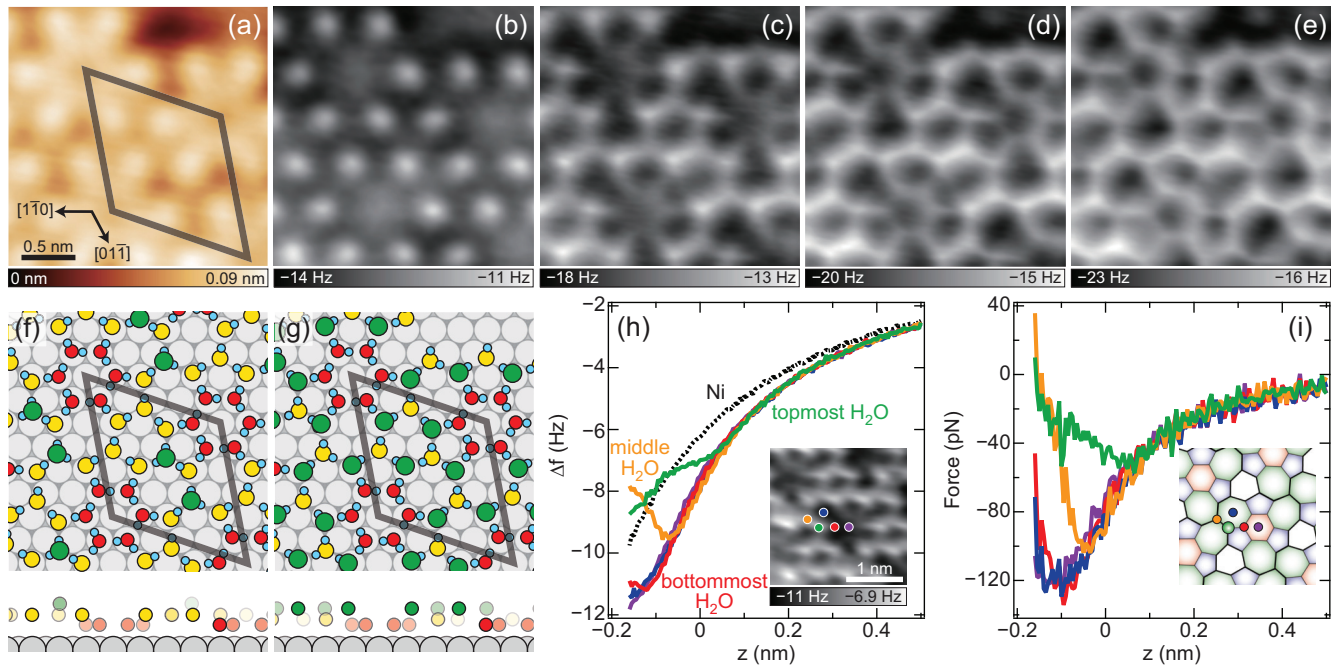 (a)
[11̄0]
[011̄]
0.5 nm
0 nm
0.09 nm
(b)
−14 Hz
−11 Hz
(c)
−18 Hz
−13 Hz
(d)
−20 Hz
−15 Hz
(e)
−23 Hz
−16 Hz
(f)
(g)
(h)
−2
−4
−6
−8
−10
−12
Δf (Hz)
Ni
topmost H₂O
middle
H₂O
bottommost
H₂O
1 nm
−11 Hz
−6.9 Hz
−0.2
0
0.2
0.4
z (nm)
(i)
40
0
−40
−80
−120
Force (pN)
−0.2
0
0.2
0.4
z (nm)